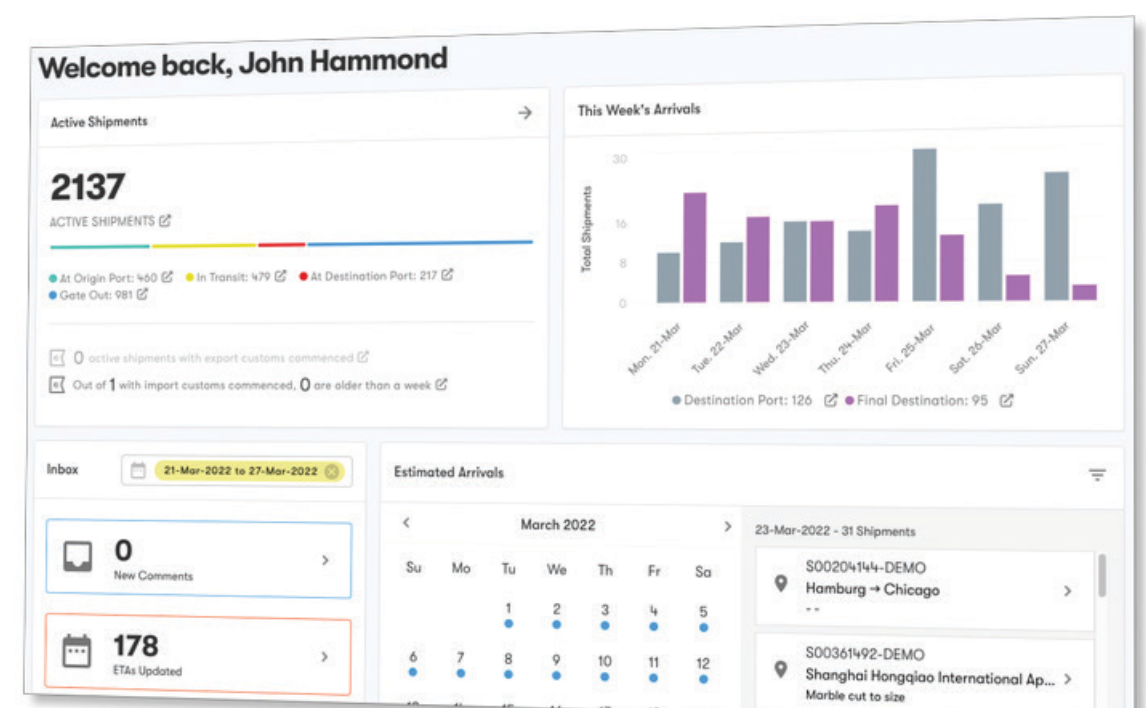 Welcome back, John Hammond
Active Shipments
2137
ACTIVE SHIPMENTS
At Origin Port: 460 In Transit: 479 At Destination Port: 217
Gate Out: 981
0 active shipments with export customs commenced
Out of 1 with import customs commenced, 0 are older than a week
This Week's Arrivals
Total Shipments
30
16
8
0
Mon. 21-Mar
Tue. 22-Mar
Wed. 23-Mar
Thu. 24-Mar
Fri. 25-Mar
Sat. 26-Mar
Sun. 27-Mar
Destination Port: 126 Final Destination: 95
Inbox
21-Mar-2022 to 27-Mar-2022
0
New Comments
178
ETAs Updated
Estimated Arrivals
March 2022
Su Mo Tu We Th Fr Sa
1 2 3 4 5
6 7 8 9 10 11 12
23-Mar-2022 - 31 Shipments
S00204144-DEMO
Hamburg → Chicago
--
S00361492-DEMO
Shanghai Hongqiao International Ap...
Marble cut to size